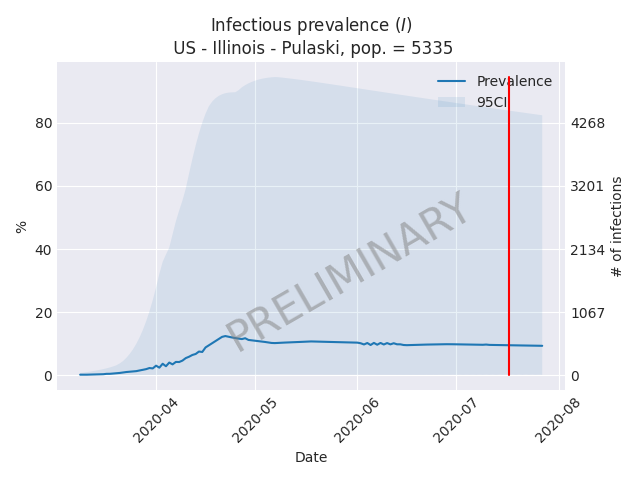 Infectious prevalence (I)
US - Illinois - Pulaski, pop. = 5335
Prevalence
95CI
80
60
40
20
0
%
4268
3201
2134
1067
0
# of infections
PRELIMINARY
2020-04
2020-05
2020-06
2020-07
2020-08
Date